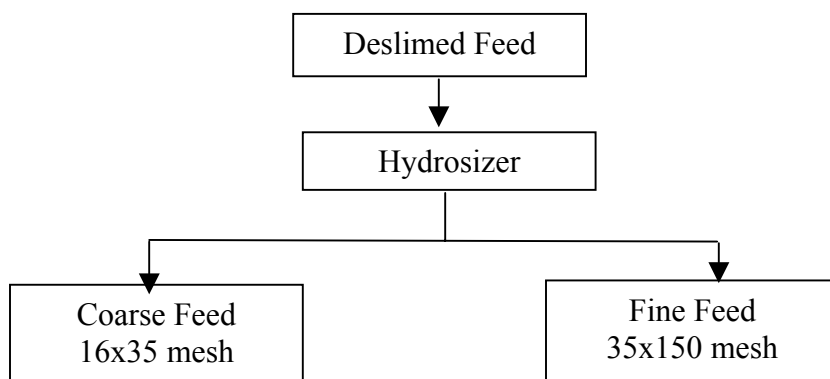 Deslimed Feed
Hydrosizer
Coarse Feed
16x35 mesh
Fine Feed
35x150 mesh